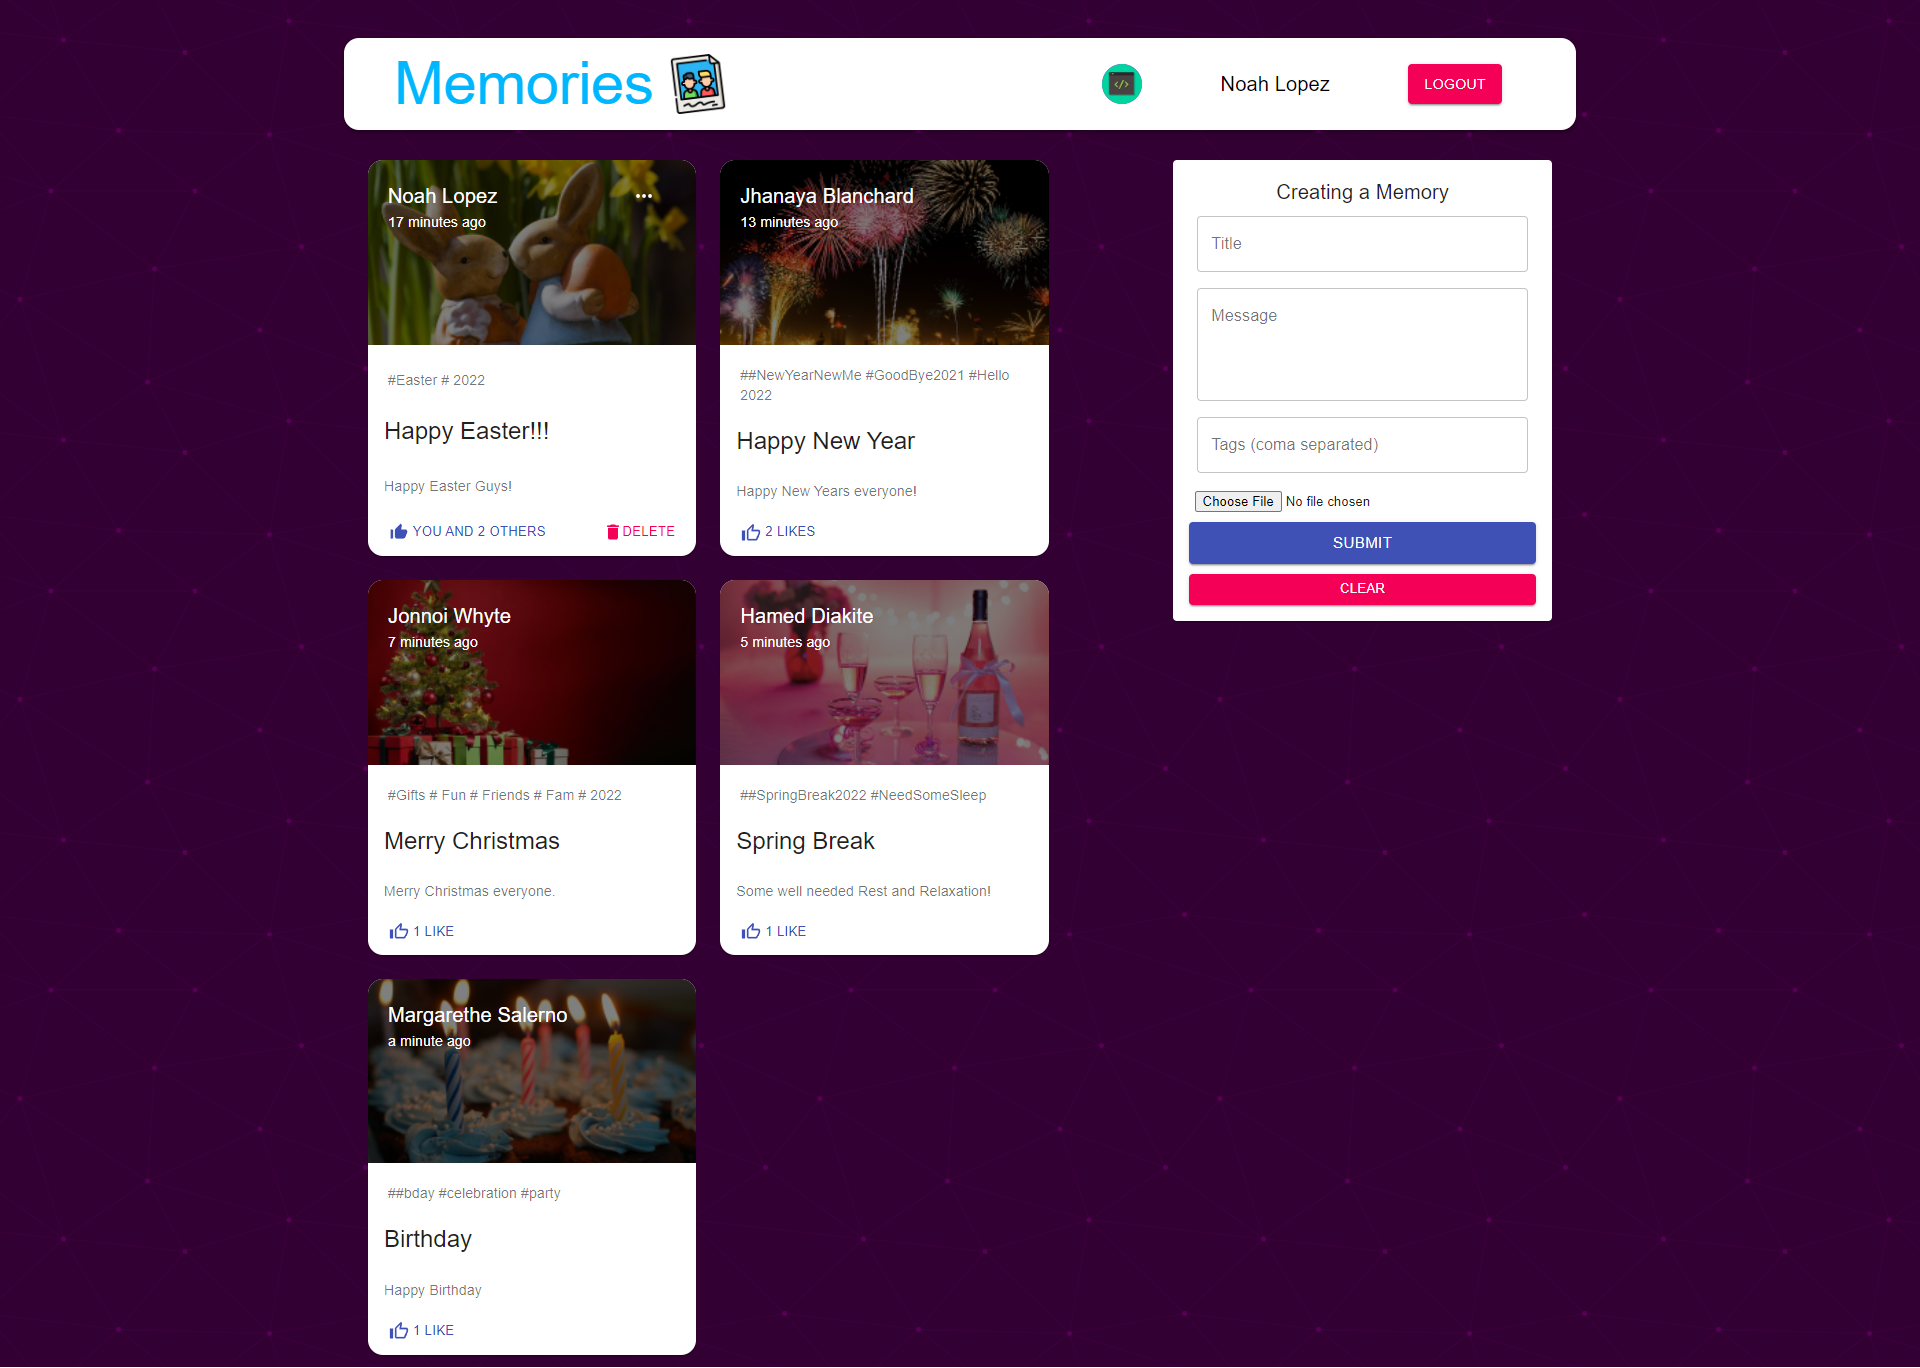 Memories
Noah Lopez
LOGOUT
Noah Lopez
17 minutes ago
#Easter # 2022
Happy Easter!!!
Happy Easter Guys!
YOU AND 2 OTHERS
DELETE
Jhanaya Blanchard
13 minutes ago
##NewYearNewMe #GoodBye2021 #Hello
2022
Happy New Year
Happy New Years everyone!
2 LIKES
Jonnoi Whyte
7 minutes ago
#Gifts # Fun # Friends # Fam # 2022
Merry Christmas
Merry Christmas everyone.
1 LIKE
Hamed Diakite
5 minutes ago
##SpringBreak2022 #NeedSomeSleep
Spring Break
Some well needed Rest and Relaxation!
1 LIKE
Margarethe Salerno
a minute ago
##bday #celebration #party
Birthday
Happy Birthday
1 LIKE
Creating a Memory
Title
Message
Tags (coma separated)
Choose File No file chosen
SUBMIT
CLEAR